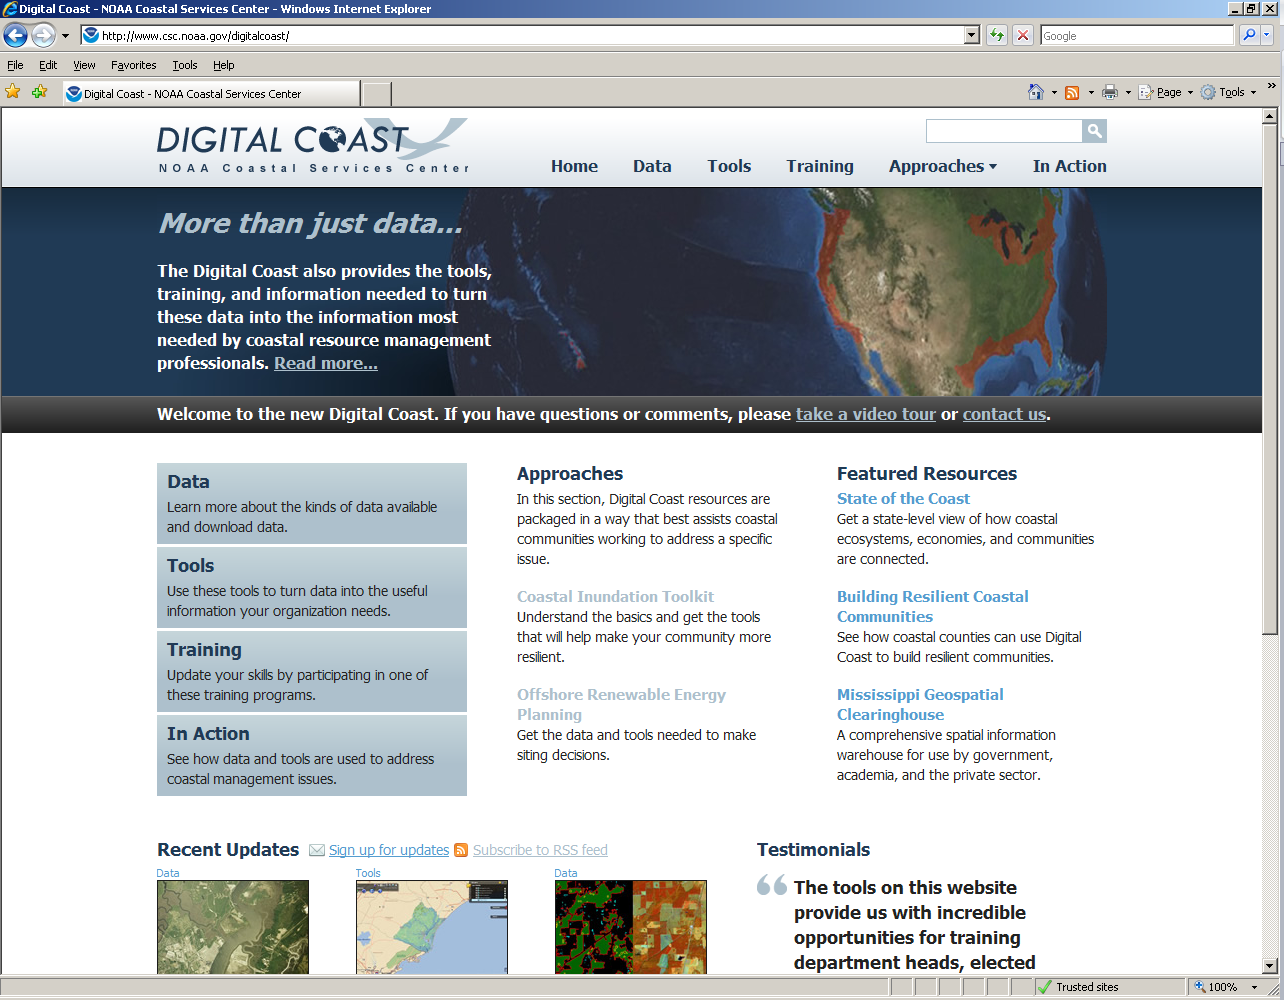 Digital Coast - NOAA Coastal Services Center - Windows Internet Explorer
http://www.csc.noaa.gov/digitalcoast/
Google
File Edit View Favorites Tools Help
Digital Coast - NOAA Coastal Services Center
Page Tools
DIGITAL COAST
NOAA Coastal Services Center
Home Data Tools Training Approaches In Action
More than just data...
The Digital Coast also provides the tools,
training, and information needed to turn
these data into the information most
needed by coastal resource management
professionals. Read more...
Welcome to the new Digital Coast. If you have questions or comments, please take a video tour or contact us.
Data
Learn more about the kinds of data available
and download data.
Tools
Use these tools to turn data into the useful
information your organization needs.
Training
Update your skills by participating in one of
these training programs.
In Action
See how data and tools are used to address
coastal management issues.
Approaches
In this section, Digital Coast resources are
packaged in a way that best assists coastal
communities working to address a specific
issue.
Coastal Inundation Toolkit
Understand the basics and get the tools
that will help make your community more
resilient.
Offshore Renewable Energy
Planning
Get the data and tools needed to make
siting decisions.
Featured Resources
State of the Coast
Get a state-level view of how coastal
ecosystems, economies, and communities
are connected.
Building Resilient Coastal
Communities
See how coastal counties can use Digital
Coast to build resilient communities.
Mississippi Geospatial
Clearinghouse
A comprehensive spatial information
warehouse for use by government,
academia, and the private sector.
Recent Updates Sign up for updates Subscribe to RSS feed
Data
Tools
Data
Testimonials
The tools on this website
provide us with incredible
opportunities for training
department heads, elected
Trusted sites
100%